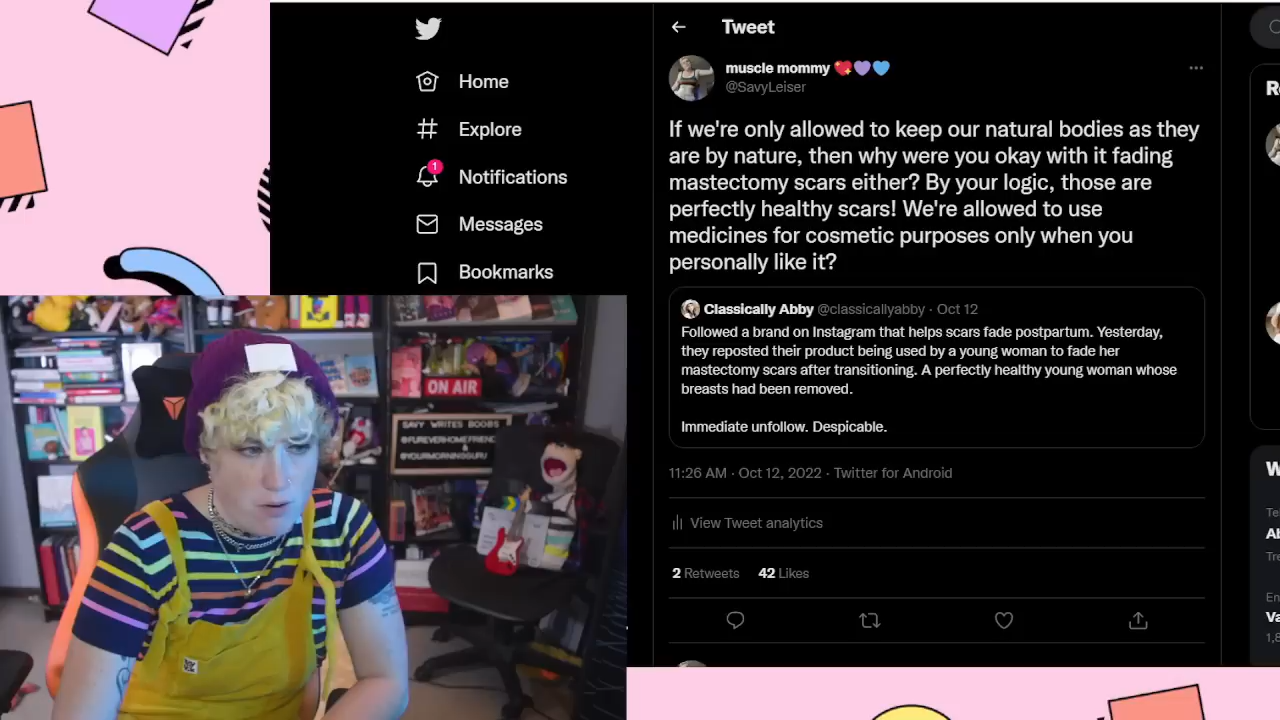 Tweet
muscle mommy 💖💜💙
@SavyLeiser
Home
Explore
1
Notifications
Messages
Bookmarks
If we're only allowed to keep our natural bodies as they
are by nature, then why were you okay with it fading
mastectomy scars either? By your logic, those are
perfectly healthy scars! We're allowed to use
medicines for cosmetic purposes only when you
personally like it?
Classically Abby @classicallyabby · Oct 12
Followed a brand on Instagram that helps scars fade postpartum. Yesterday,
they reposted their product being used by a young woman to fade her
mastectomy scars after transitioning. A perfectly healthy young woman whose
breasts had been removed.
Immediate unfollow. Despicable.
11:26 AM · Oct 12, 2022 · Twitter for Android
View Tweet analytics
2 Retweets 42 Likes
ON AIR
SAVY WRITES BOOBS
@FUREVERHOMEFRIEND
&
@YOURMORNINGGURU